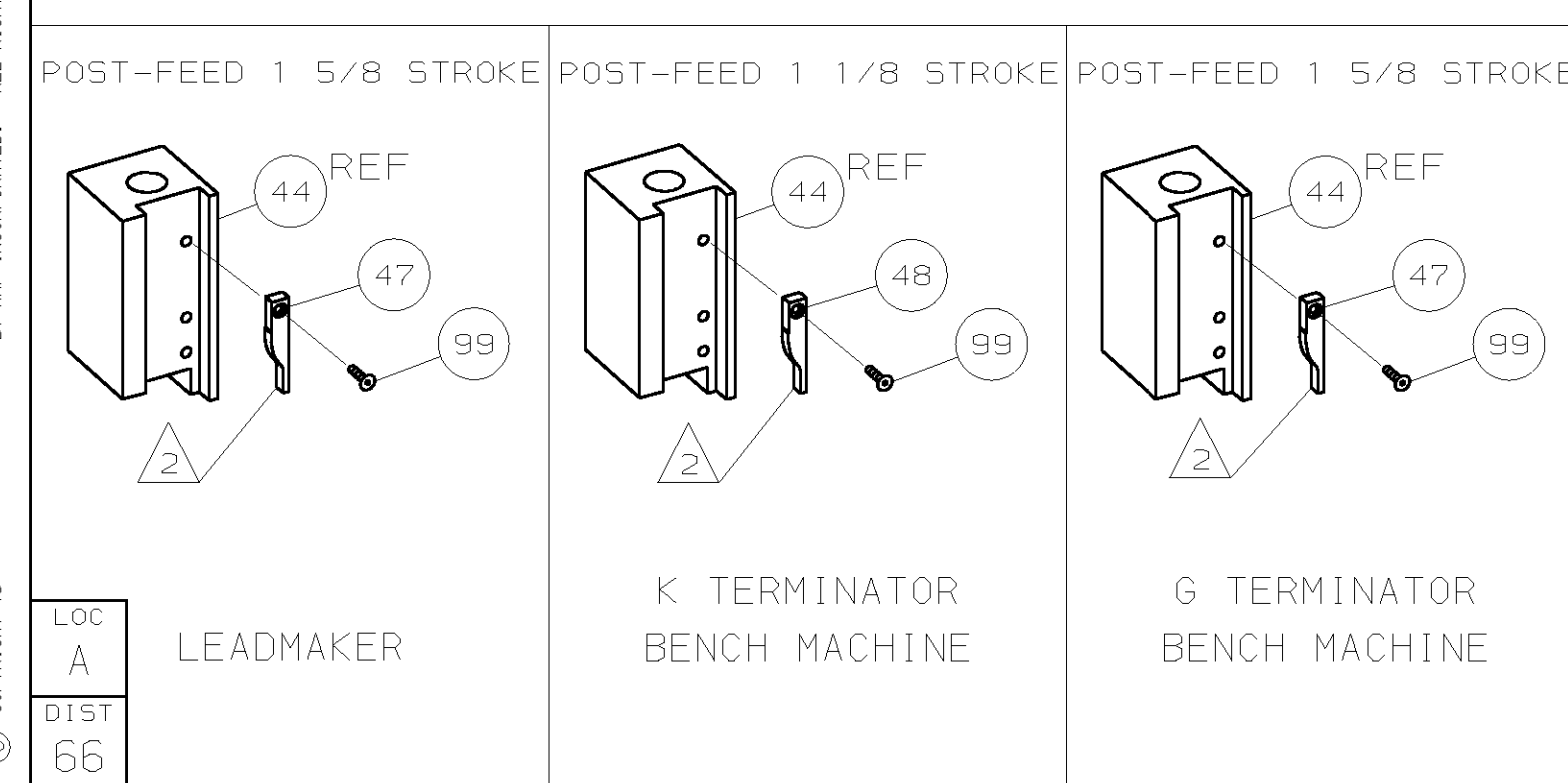 POST-FEED 1 5/8 STROKE
44 REF
47
99
2
LEADMAKER
POST-FEED 1 1/8 STROKE
44 REF
48
99
2
K TERMINATOR
BENCH MACHINE
POST-FEED 1 5/8 STROKE
44 REF
47
99
2
G TERMINATOR
BENCH MACHINE
LOC
A
DIST
66